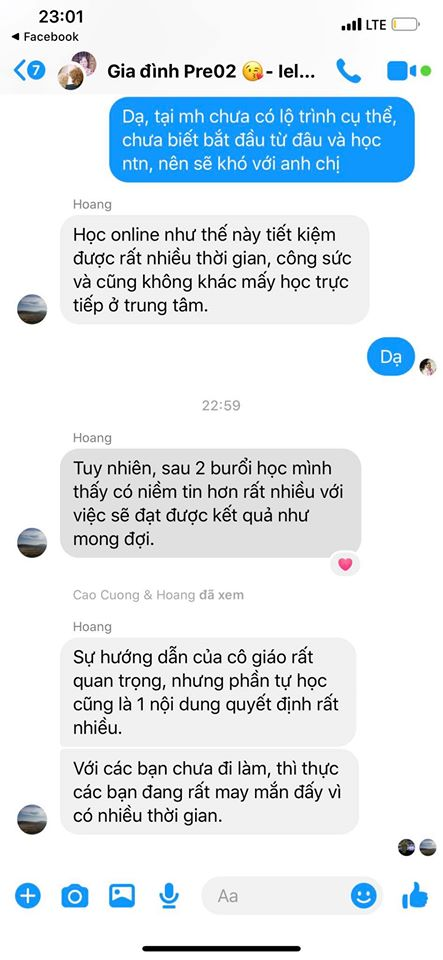 23:01
LTE
Facebook
7
Gia đình Pre02 😘- Iel...
Dạ, tại mh chưa có lộ trình cụ thể,
chưa biết bắt đầu từ đâu và học
ntn, nên sẽ khó với anh chị
Hoang
Học online như thế này tiết kiệm
được rất nhiều thời gian, công sức
và cũng không khác mấy học trực
tiếp ở trung tâm.
Dạ
22:59
Hoang
Tuy nhiên, sau 2 burổi học mình
thấy có niềm tin hơn rất nhiều với
việc sẽ đạt được kết quả như
mong đợi.
Cao Cuong & Hoang đã xem
Hoang
Sự hướng dẫn của cô giáo rất
quan trọng, nhưng phần tự học
cũng là 1 nội dung quyết định rất
nhiều.
Với các bạn chưa đi làm, thì thực
các bạn đang rất may mắn đấy vì
có nhiều thời gian.
Aa